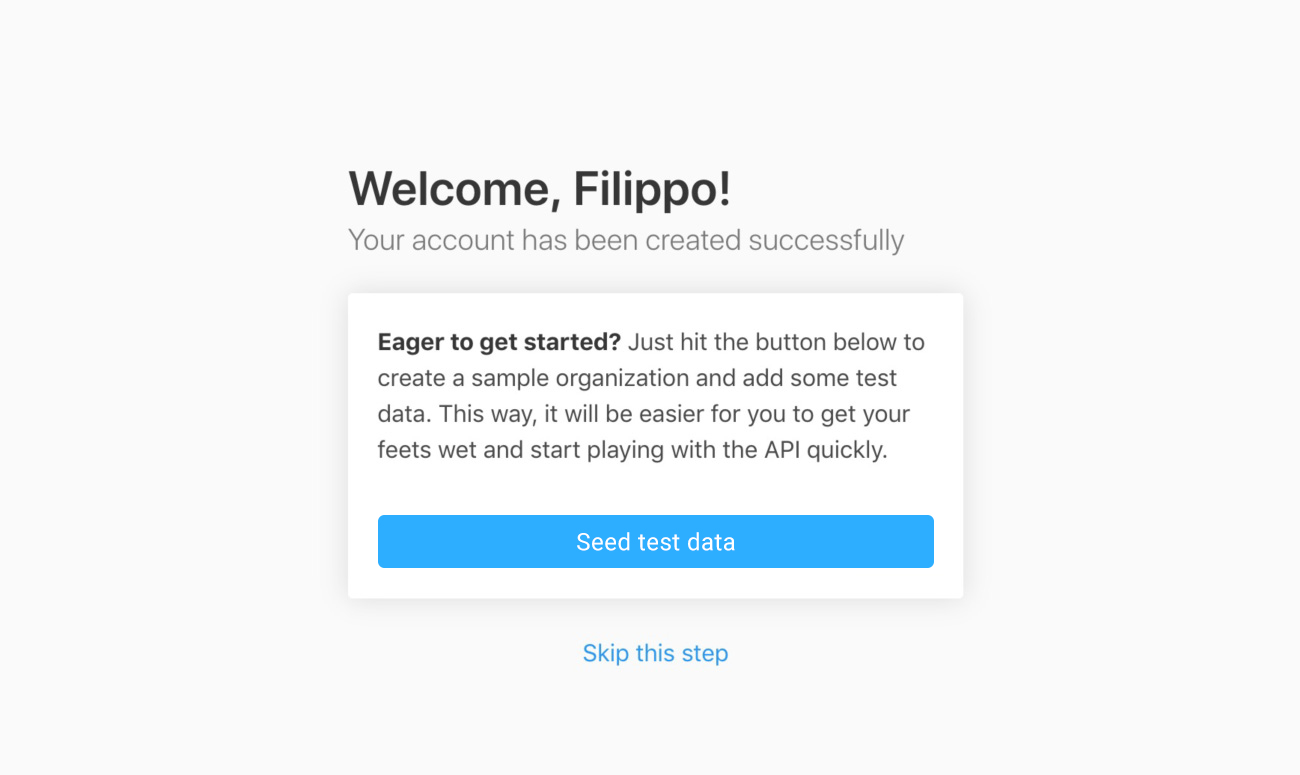 Welcome, Filippo!
Your account has been created successfully
Eager to get started? Just hit the button below to
create a sample organization and add some test
data. This way, it will be easier for you to get your
feets wet and start playing with the API quickly.
Seed test data
Skip this step